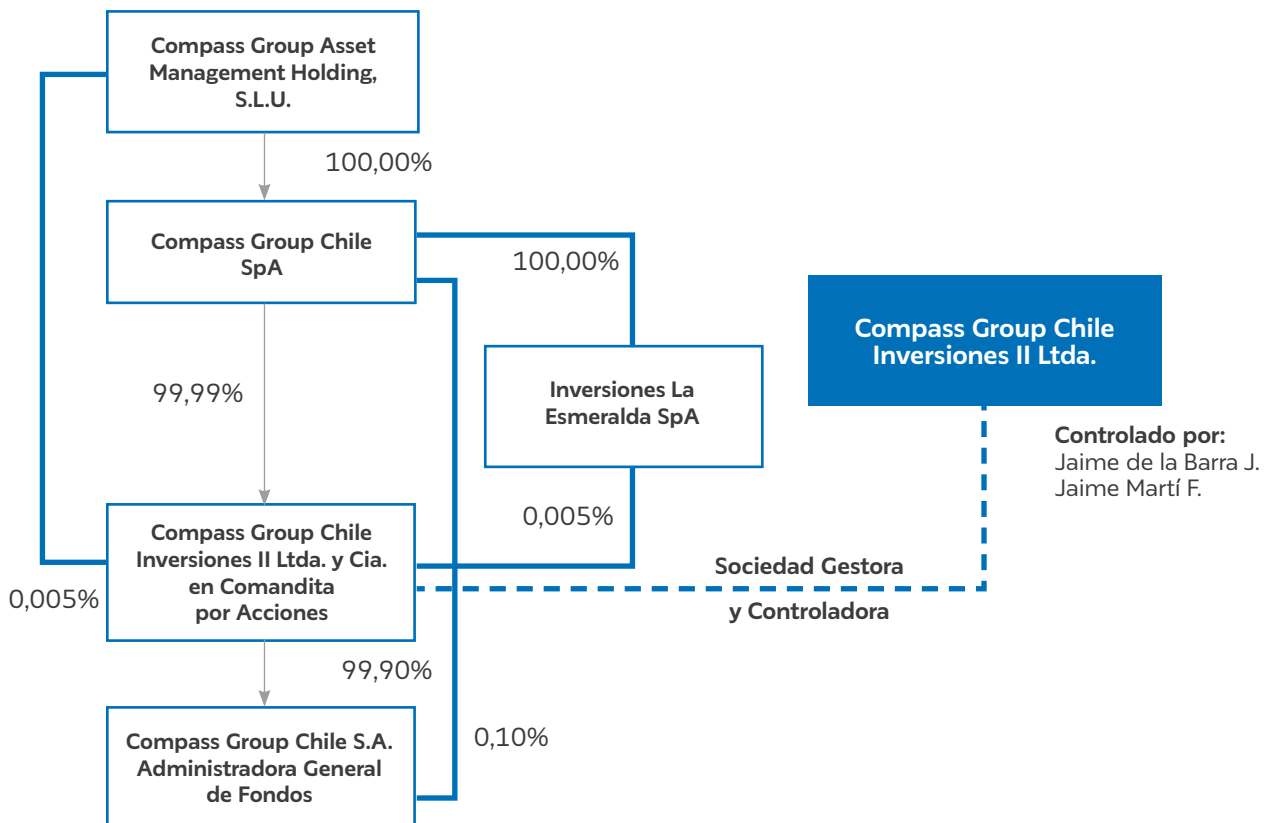 Compass Group Asset
Management Holding,
S.L.U.
100,00%
Compass Group Chile
SpA
100,00%
Compass Group Chile
Inversiones II Ltda.
Inversiones La
Esmeralda SpA
99,99%
Controlado por:
Jaime de la Barra J.
Jaime Martí F.
0,005%
Compass Group Chile
Inversiones II Ltda. y Cia.
en Comandita
por Acciones
Sociedad Gestora
y Controladora
0,005%
99,90%
0,10%
Compass Group Chile S.A.
Administradora General
de Fondos